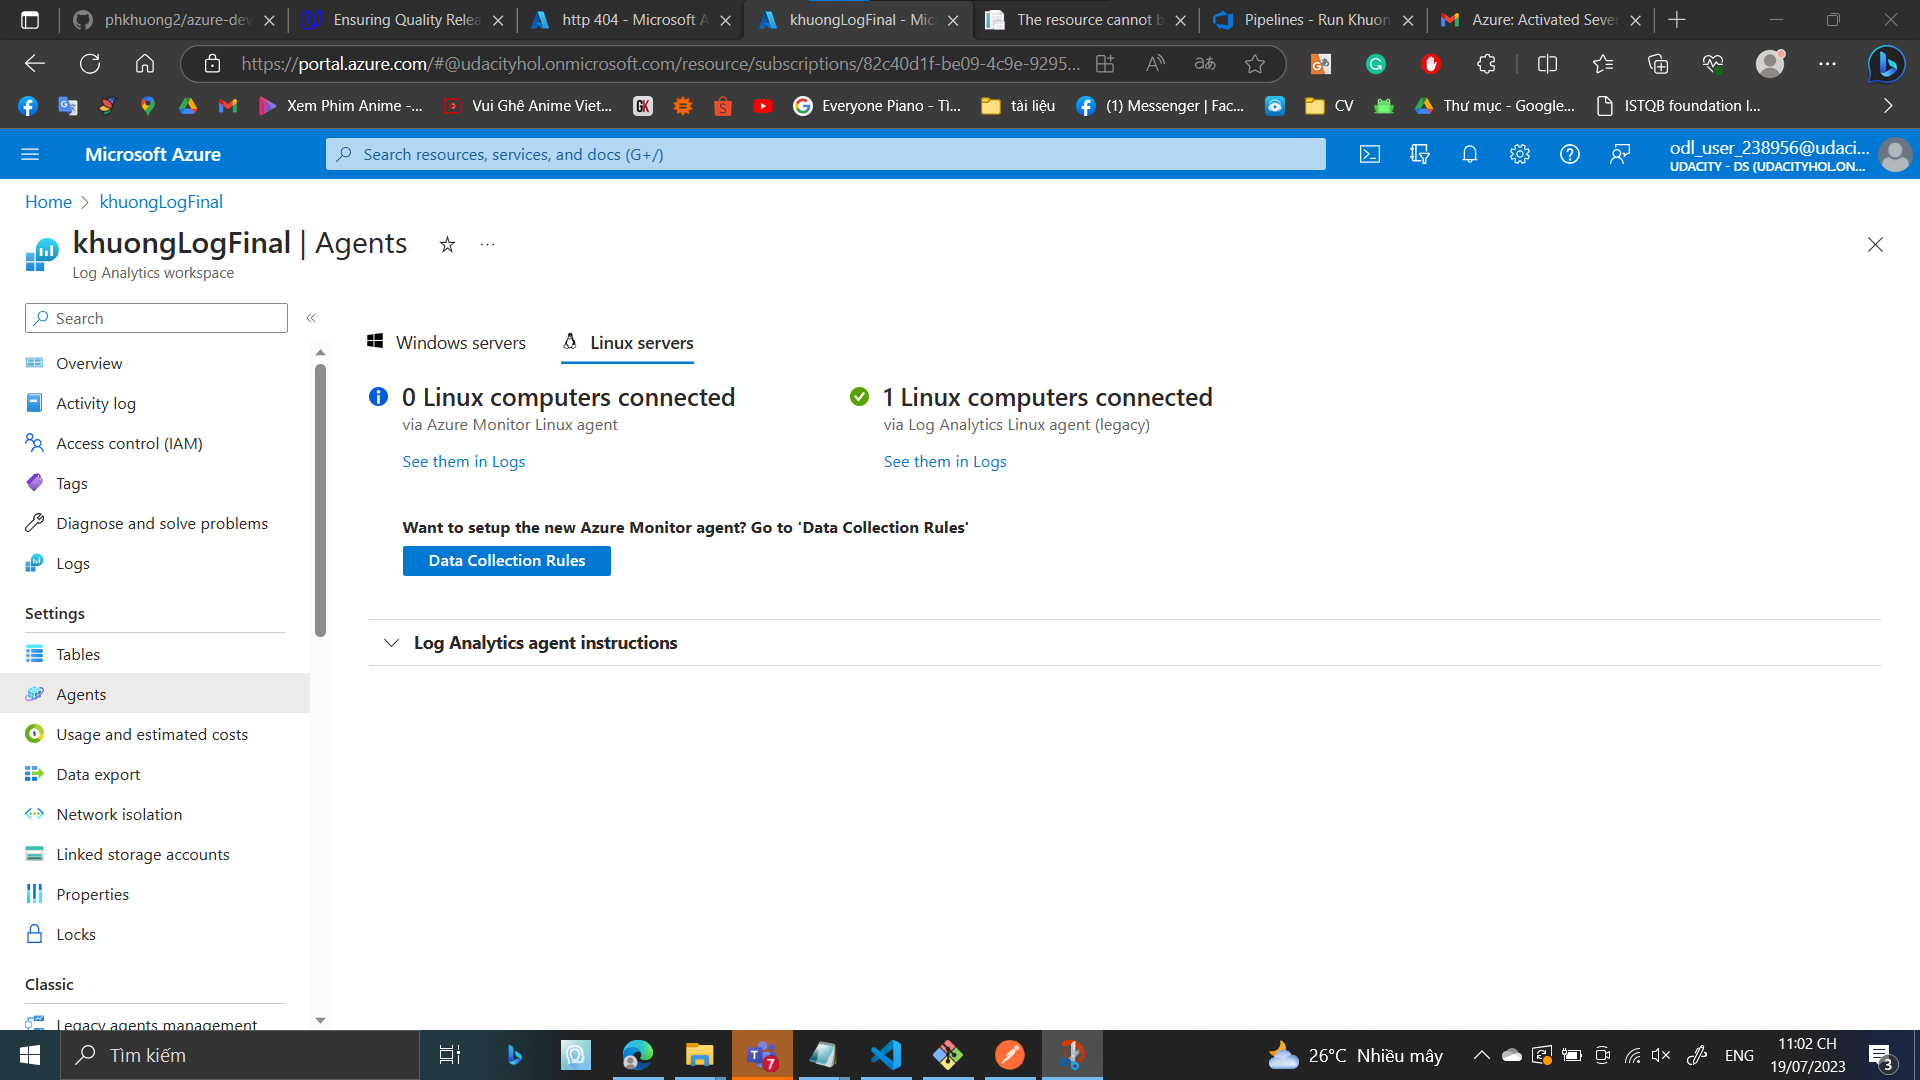 phkhuong2/azure-dev
Ensuring Quality Relea
http 404 - Microsoft A
khuongLogFinal - Mic
The resource cannot b
Pipelines - Run Khuon
Azure: Activated Sever
https://portal.azure.com/#@udacityhol.onmicrosoft.com/resource/subscriptions/82c40d1f-be09-4c9e-9295...
Xem Phim Anime -...
Vui Ghê Anime Viet...
Everyone Piano - Tì...
tài liệu
(1) Messenger | Fac...
CV
Thư mục - Google...
ISTQB foundation l...
Microsoft Azure
Search resources, services, and docs (G+/)
odl_user_238956@udaci...
UDACITY - DS (UDACITYHOL.ON...
Home
khuongLogFinal
khuongLogFinal | Agents
Log Analytics workspace
Search
Overview
Activity log
Access control (IAM)
Tags
Diagnose and solve problems
Logs
Settings
Tables
Agents
Usage and estimated costs
Data export
Network isolation
Linked storage accounts
Properties
Locks
Classic
Legacy agents management
Windows servers
Linux servers
0 Linux computers connected
via Azure Monitor Linux agent
See them in Logs
1 Linux computers connected
via Log Analytics Linux agent (legacy)
See them in Logs
Want to setup the new Azure Monitor agent? Go to 'Data Collection Rules'
Data Collection Rules
Log Analytics agent instructions
Tìm kiếm
7
26°C Nhiều mây
ENG
11:02 CH
19/07/2023
3